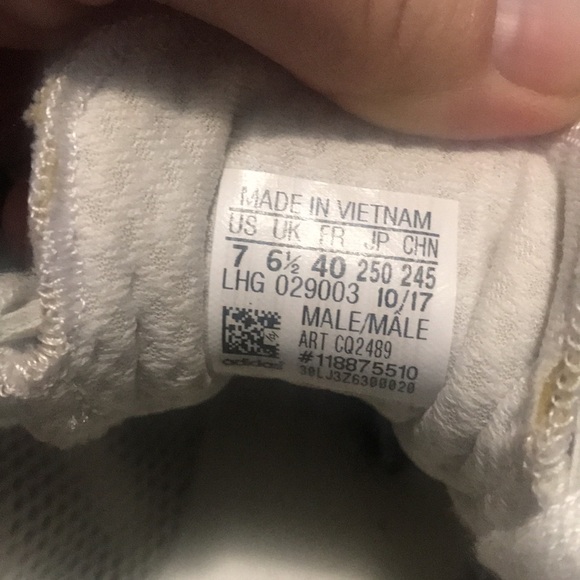 MADE IN VIETNAM
US UK FR JP CHN
7 6½ 40 250 245
LHG 029003 10/17
MALE/MÂLE
ART CQ2489
#118875510
adidas 30LJ3Z6300020